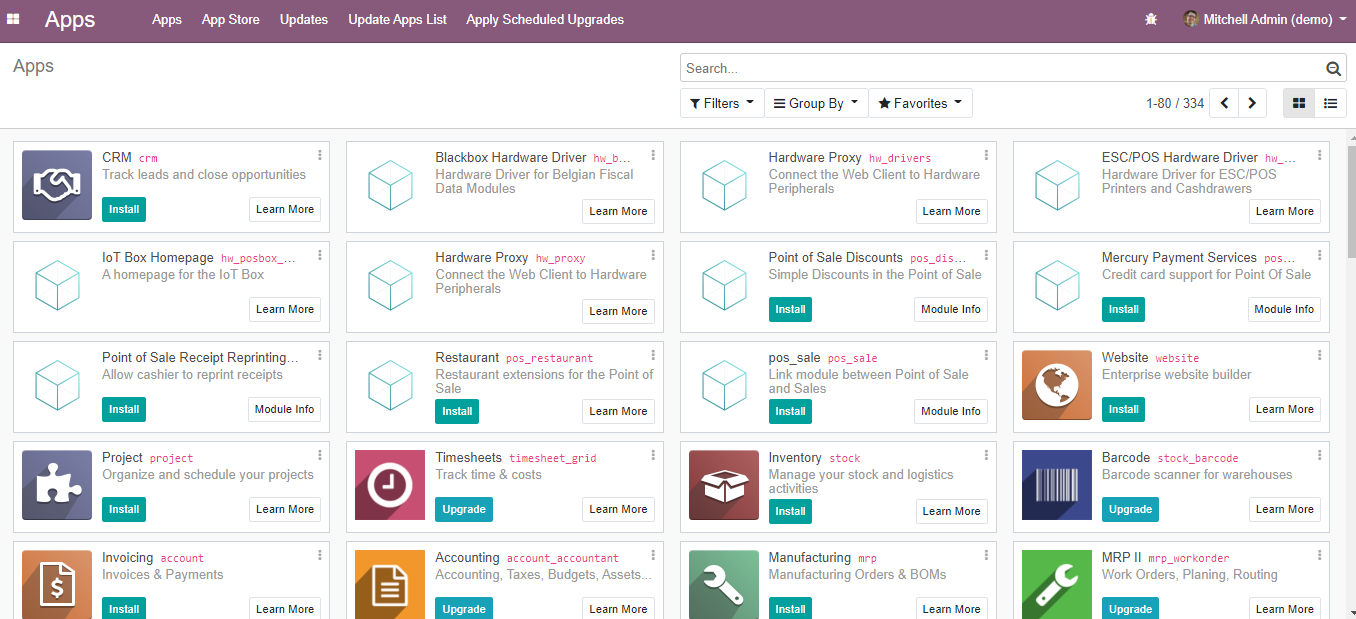 Apps Apps App Store Updates Update Apps List Apply Scheduled Upgrades Mitchell Admin (demo)
Apps
Search...
Filters Group By Favorites 1-80 / 334
CRM crm
Track leads and close opportunities
Install Learn More
Blackbox Hardware Driver hw_b...
Hardware Driver for Belgian Fiscal
Data Modules
Learn More
Hardware Proxy hw_drivers
Connect the Web Client to Hardware
Peripherals
Learn More
ESC/POS Hardware Driver hw_...
Hardware Driver for ESC/POS
Printers and Cashdrawers
Learn More
IoT Box Homepage hw_posbox_...
A homepage for the IoT Box
Learn More
Hardware Proxy hw_proxy
Connect the Web Client to Hardware
Peripherals
Learn More
Point of Sale Discounts pos_dis...
Simple Discounts in the Point of Sale
Install Module Info
Mercury Payment Services pos...
Credit card support for Point Of Sale
Install Module Info
Point of Sale Receipt Reprinting...
Allow cashier to reprint receipts
Install Module Info
Restaurant pos_restaurant
Restaurant extensions for the Point of
Sale
Install Learn More
pos_sale pos_sale
Link module between Point of Sale
and Sales
Install Module Info
Website website
Enterprise website builder
Install Learn More
Project project
Organize and schedule your projects
Install Learn More
Timesheets timesheet_grid
Track time & costs
Upgrade Learn More
Inventory stock
Manage your stock and logistics
activities
Install Learn More
Barcode stock_barcode
Barcode scanner for warehouses
Upgrade Learn More
Invoicing account
Invoices & Payments
Install Learn More
Accounting account_accountant
Accounting, Taxes, Budgets, Assets...
Upgrade Learn More
Manufacturing mrp
Manufacturing Orders & BOMs
Install Learn More
MRP II mrp_workorder
Work Orders, Planing, Routing
Upgrade Learn More